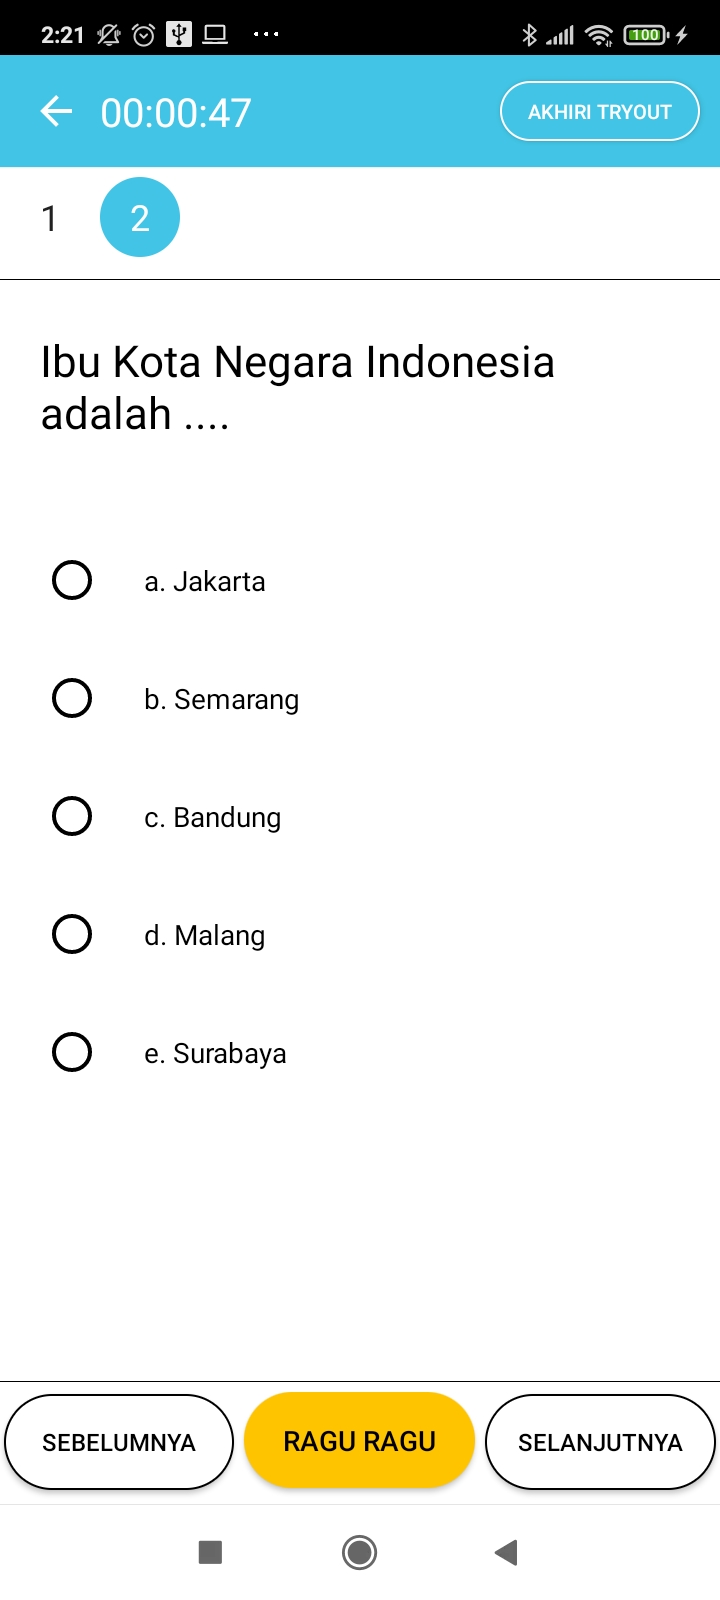 2:21
100
00:00:47
AKHIRI TRYOUT
1
2
Ibu Kota Negara Indonesia
adalah ....
a. Jakarta
b. Semarang
c. Bandung
d. Malang
e. Surabaya
SEBELUMNYA
RAGU RAGU
SELANJUTNYA